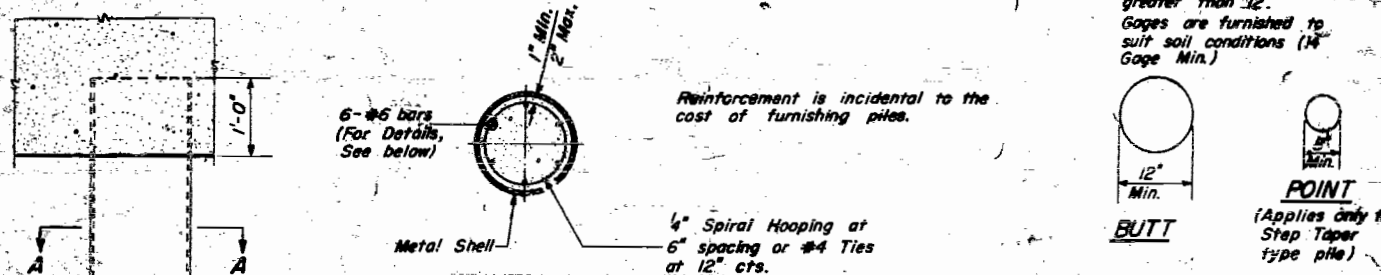 greater than 12.
Gages are furnished to
suit soil conditions (14
Gage Min.)
1" Min.
2" Max.
1'-0"
6-#6 bars
(For Details,
See below)
Reinforcement is incidental to the
cost of furnishing piles.
12"
Min.
Min.
BUTT
POINT
(Applies only
Step Taper
type pile)
A
A
Metal Shell
1/4" Spiral Hooping at
6" spacing or #4 Ties
at 12" cts.